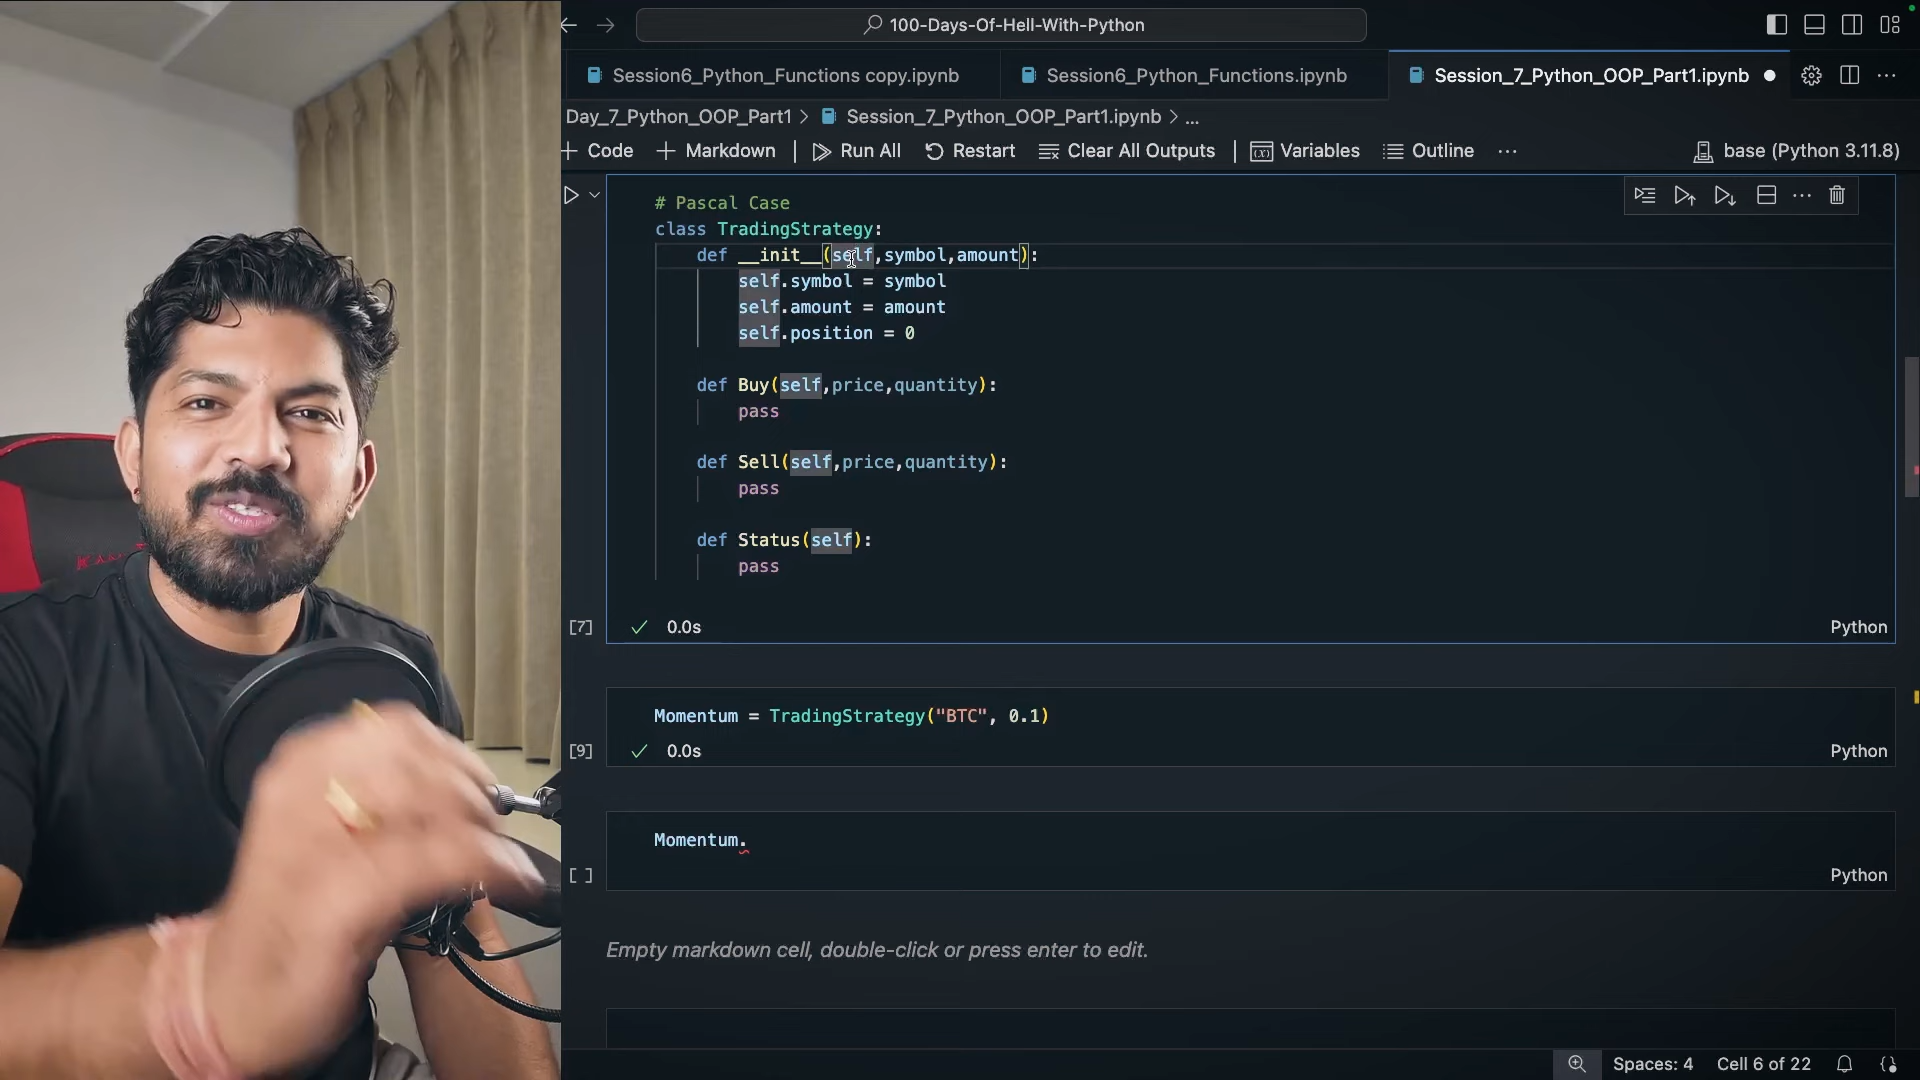 100-Days-Of-Hell-With-Python
Session6_Python_Functions copy.ipynb
Session6_Python_Functions.ipynb
Session_7_Python_OOP_Part1.ipynb
Day_7_Python_OOP_Part1 > Session_7_Python_OOP_Part1.ipynb > ...
+ Code + Markdown | Run All Restart Clear All Outputs | Variables Outline ... base (Python 3.11.8)
# Pascal Case
class TradingStrategy:
def __init__(self,symbol,amount):
self.symbol = symbol
self.amount = amount
self.position = 0
def Buy(self,price,quantity):
pass
def Sell(self,price,quantity):
pass
def Status(self):
pass
[7] 0.0s Python
Momentum = TradingStrategy("BTC", 0.1)
[9] 0.0s Python
Momentum.
[ ] Python
Empty markdown cell, double-click or press enter to edit.
Spaces: 4 Cell 6 of 22